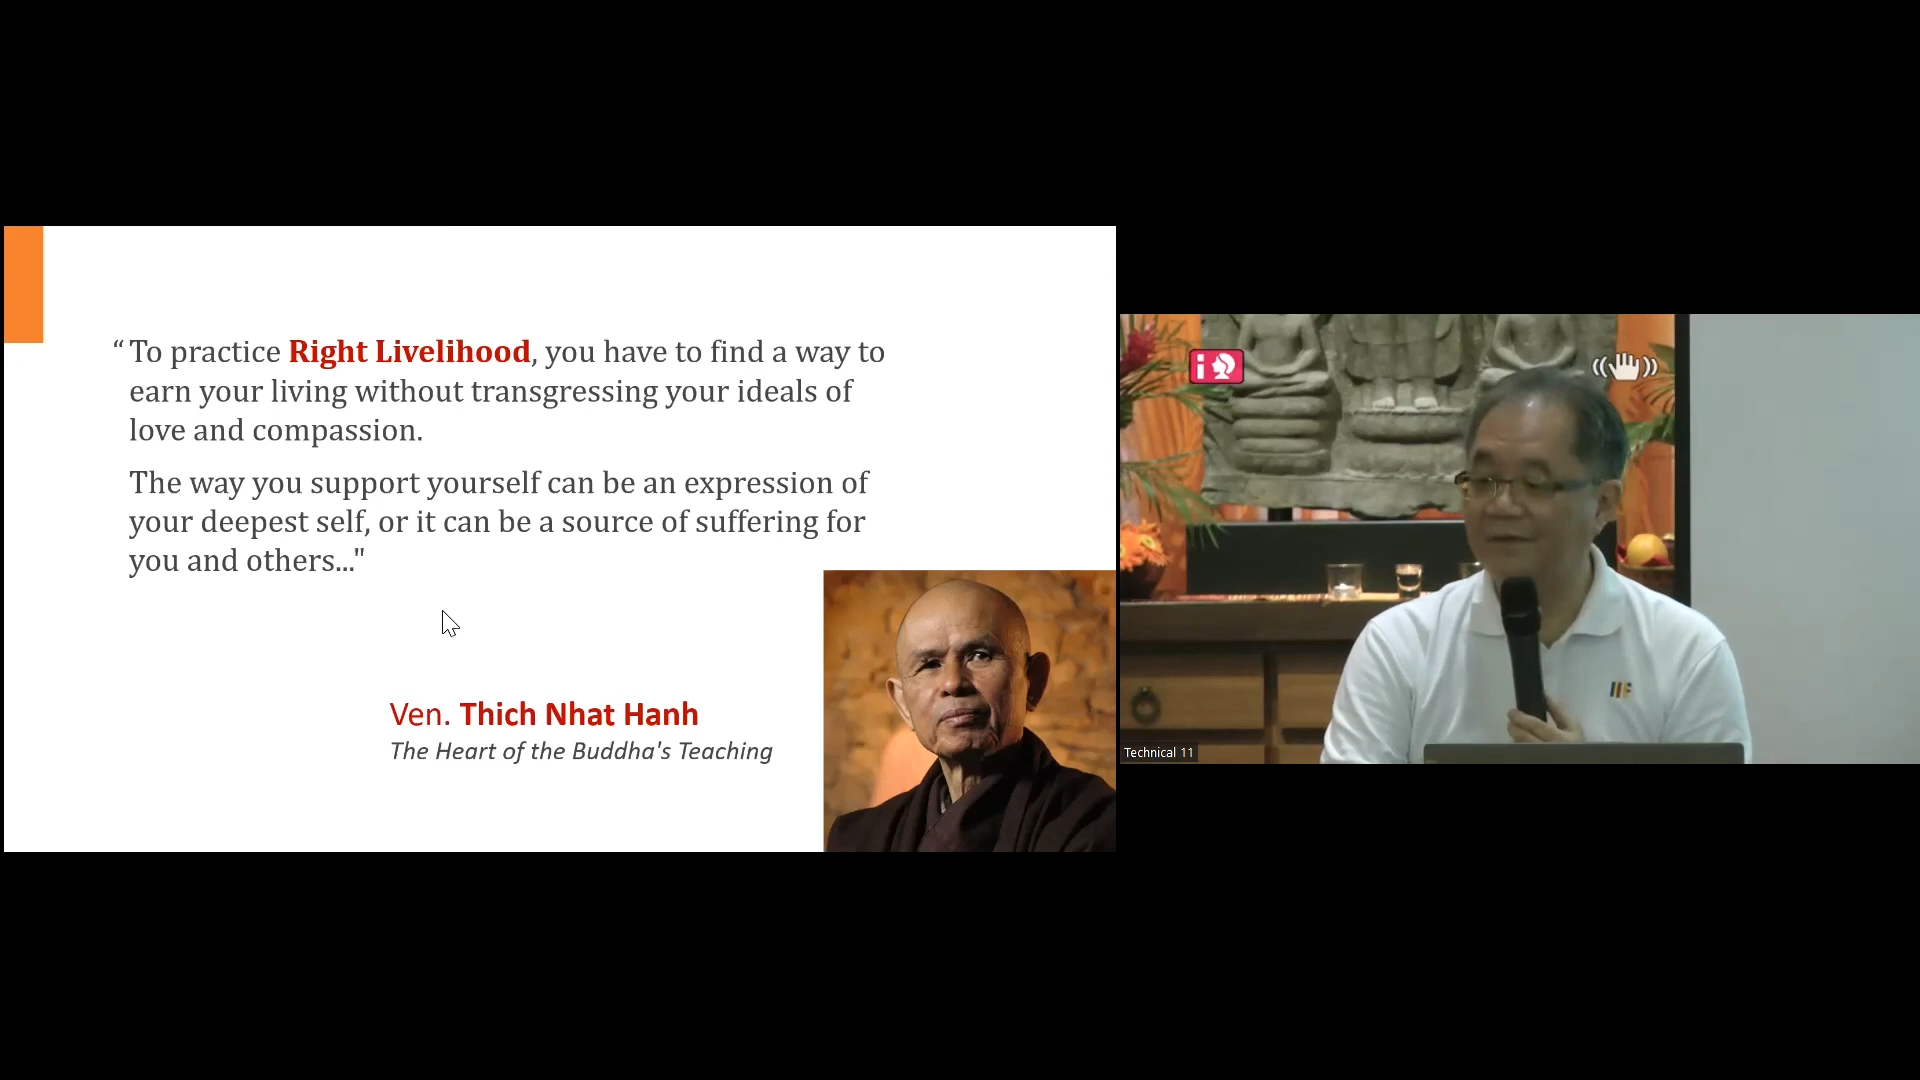 “ To practice Right Livelihood, you have to find a way to
earn your living without transgressing your ideals of
love and compassion.
The way you support yourself can be an expression of
your deepest self, or it can be a source of suffering for
you and others..."
Ven. Thich Nhat Hanh
The Heart of the Buddha's Teaching
i
Technical 11